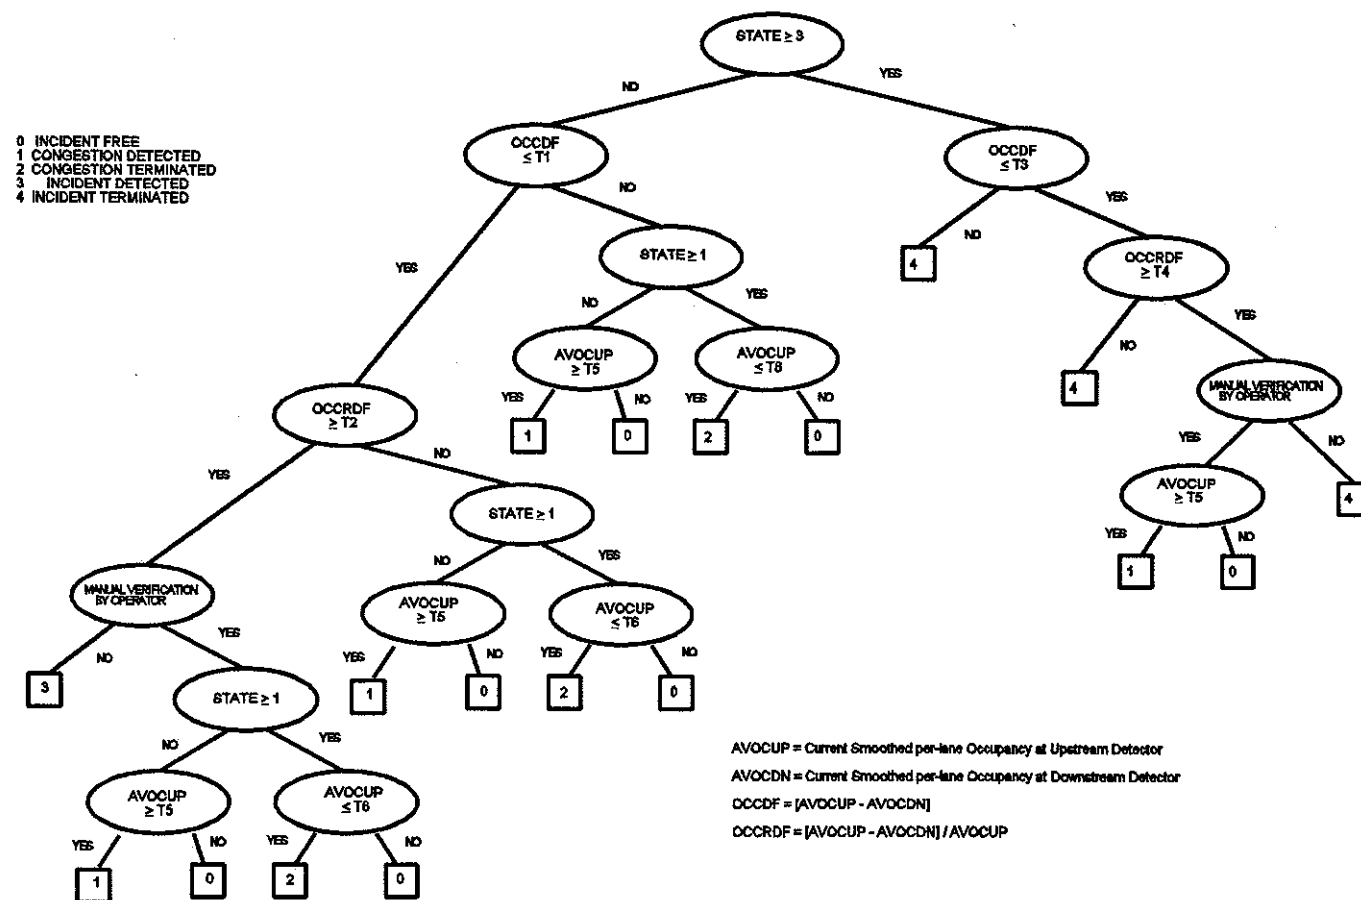 STATE ≥ 3
NO
YES
0 INCIDENT FREE
1 CONGESTION DETECTED
2 CONGESTION TERMINATED
3 INCIDENT DETECTED
4 INCIDENT TERMINATED
OCCDF
≤ T1
OCCDF
≤ T3
NO
YES
YES
NO
STATE ≥ 1
4
OCCRDF
≥ T4
NO
YES
NO
YES
AVOCUP
≥ T5
AVOCUP
≤ T6
4
MANUAL VERIFICATION
BY OPERATOR
YES
NO
YES
NO
1
0
2
0
OCCRDF
≥ T2
YES
NO
YES
NO
AVOCUP
≥ T5
4
STATE ≥ 1
YES
NO
1
0
NO
YES
MANUAL VERIFICATION
BY OPERATOR
AVOCUP
≥ T5
AVOCUP
≤ T6
NO
YES
YES
NO
YES
NO
3
STATE ≥ 1
1
0
2
0
NO
YES
AVOCUP
≥ T5
AVOCUP
≤ T6
YES
NO
YES
NO
1
0
2
0
AVOCUP = Current Smoothed per-lane Occupancy at Upstream Detector
AVOCDN = Current Smoothed per-lane Occupancy at Downstream Detector
OCCDF = [AVOCUP - AVOCDN]
OCCRDF = [AVOCUP - AVOCDN] / AVOCUP